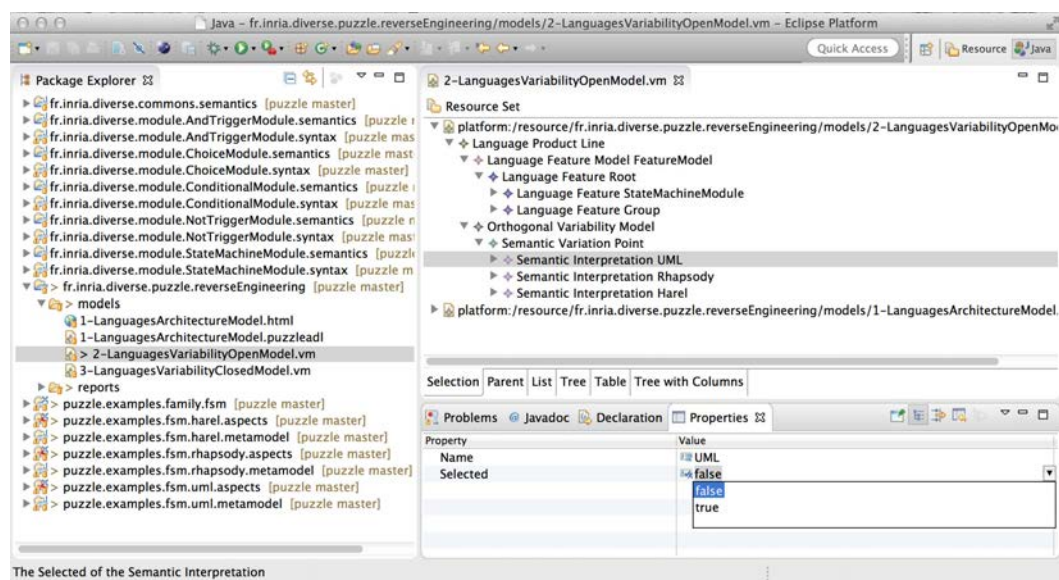 Java – fr.inria.diverse.puzzle.reverseEngineering/models/2-LanguagesVariabilityOpenModel.vm – Eclipse Platform
Quick Access
Resource
Java
Package Explorer
fr.inria.diverse.commons.semantics [puzzle master]
fr.inria.diverse.module.AndTriggerModule.semantics [puzzle
fr.inria.diverse.module.AndTriggerModule.syntax [puzzle mas
fr.inria.diverse.module.ChoiceModule.semantics [puzzle mast
fr.inria.diverse.module.ChoiceModule.syntax [puzzle master]
fr.inria.diverse.module.ConditionalModule.semantics [puzzle
fr.inria.diverse.module.ConditionalModule.syntax [puzzle mas
fr.inria.diverse.module.NotTriggerModule.semantics [puzzle
fr.inria.diverse.module.NotTriggerModule.syntax [puzzle mas
fr.inria.diverse.module.StateMachineModule.semantics [puzzl
fr.inria.diverse.module.StateMachineModule.syntax [puzzle m
> fr.inria.diverse.puzzle.reverseEngineering [puzzle master]
> models
1-LanguagesArchitectureModel.html
1-LanguagesArchitectureModel.puzzleadl
> 2-LanguagesVariabilityOpenModel.vm
3-LanguagesVariabilityClosedModel.vm
> reports
> puzzle.examples.family.fsm [puzzle master]
> puzzle.examples.fsm.harel.aspects [puzzle master]
> puzzle.examples.fsm.harel.metamodel [puzzle master]
> puzzle.examples.fsm.rhapsody.aspects [puzzle master]
> puzzle.examples.fsm.rhapsody.metamodel [puzzle master]
> puzzle.examples.fsm.uml.aspects [puzzle master]
> puzzle.examples.fsm.uml.metamodel [puzzle master]
2-LanguagesVariabilityOpenModel.vm
Resource Set
platform:/resource/fr.inria.diverse.puzzle.reverseEngineering/models/2-LanguagesVariabilityOpenMo
Language Product Line
Language Feature Model FeatureModel
Language Feature Root
Language Feature StateMachineModule
Language Feature Group
Orthogonal Variability Model
Semantic Variation Point
Semantic Interpretation UML
Semantic Interpretation Rhapsody
Semantic Interpretation Harel
platform:/resource/fr.inria.diverse.puzzle.reverseEngineering/models/1-LanguagesArchitectureModel.
Selection Parent List Tree Table Tree with Columns
Problems Javadoc Declaration Properties
Property Value
Name UML
Selected false
false
true
The Selected of the Semantic Interpretation